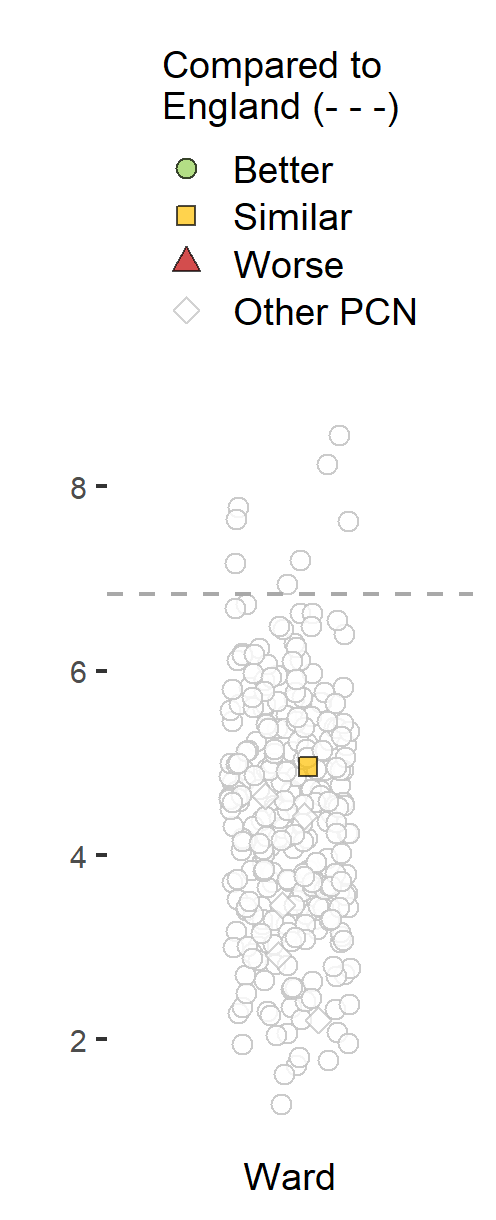 Compared to
England (- - -)
Better
Similar
Worse
Other PCN
8
6
4
2
Ward